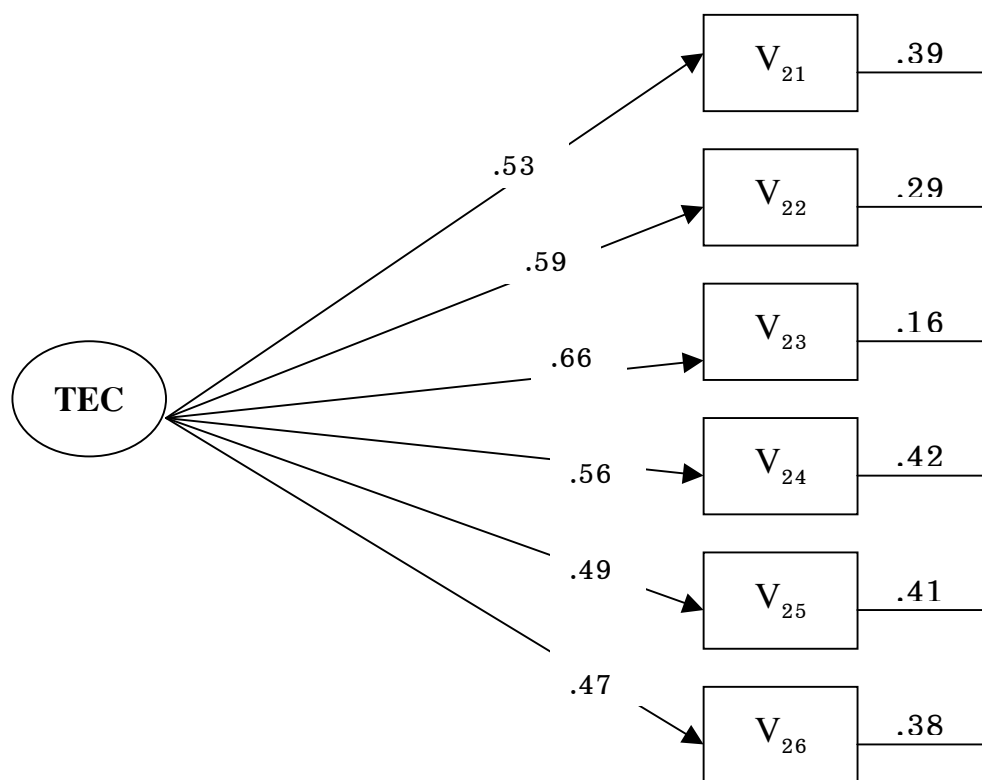 V21 .39
.53
V22 .29
.59
V23 .16
.66
TEC
V24 .42
.56
.49
V25 .41
.47
V26 .38